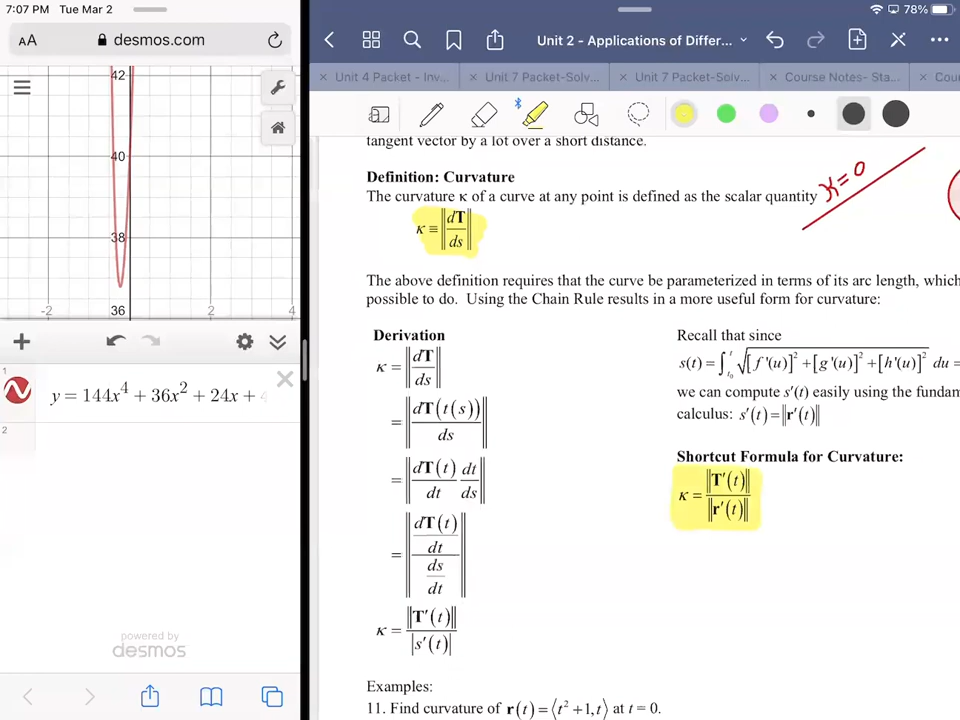 7:07 PM Tue Mar 2
78%
AA desmos.com
Unit 2 - Applications of Differ...
Unit 4 Packet - Inv...
Unit 7 Packet-Solv...
Unit 7 Packet-Solv...
Course Notes- Sta...
Cou
42
40
38
36
-2
2
4
1
y = 144x⁴ + 36x² + 24x +
2
powered by
desmos
tangent vector by a lot over a short distance.
Definition: Curvature
The curvature κ of a curve at any point is defined as the scalar quantity
K=0
κ ≡ ‖dT/ds‖
The above definition requires that the curve be parameterized in terms of its arc length, which
possible to do. Using the Chain Rule results in a more useful form for curvature:
Derivation
κ = ‖dT/ds‖
= ‖dT(t(s))/ds‖
= ‖dT(t)/dt dt/ds‖
= ‖(dT(t)/dt)/(ds/dt)‖
κ = ‖T′(t)‖/|s′(t)|
Recall that since
s(t) = ∫_{t₀}^{t} √([f '(u)]² + [g '(u)]² + [h '(u)]²) du =
we can compute s′(t) easily using the fundam
calculus: s′(t) = ‖r′(t)‖
Shortcut Formula for Curvature:
κ = ‖T′(t)‖/‖r′(t)‖
Examples:
11. Find curvature of r(t) = ⟨t² +1, t⟩ at t = 0.